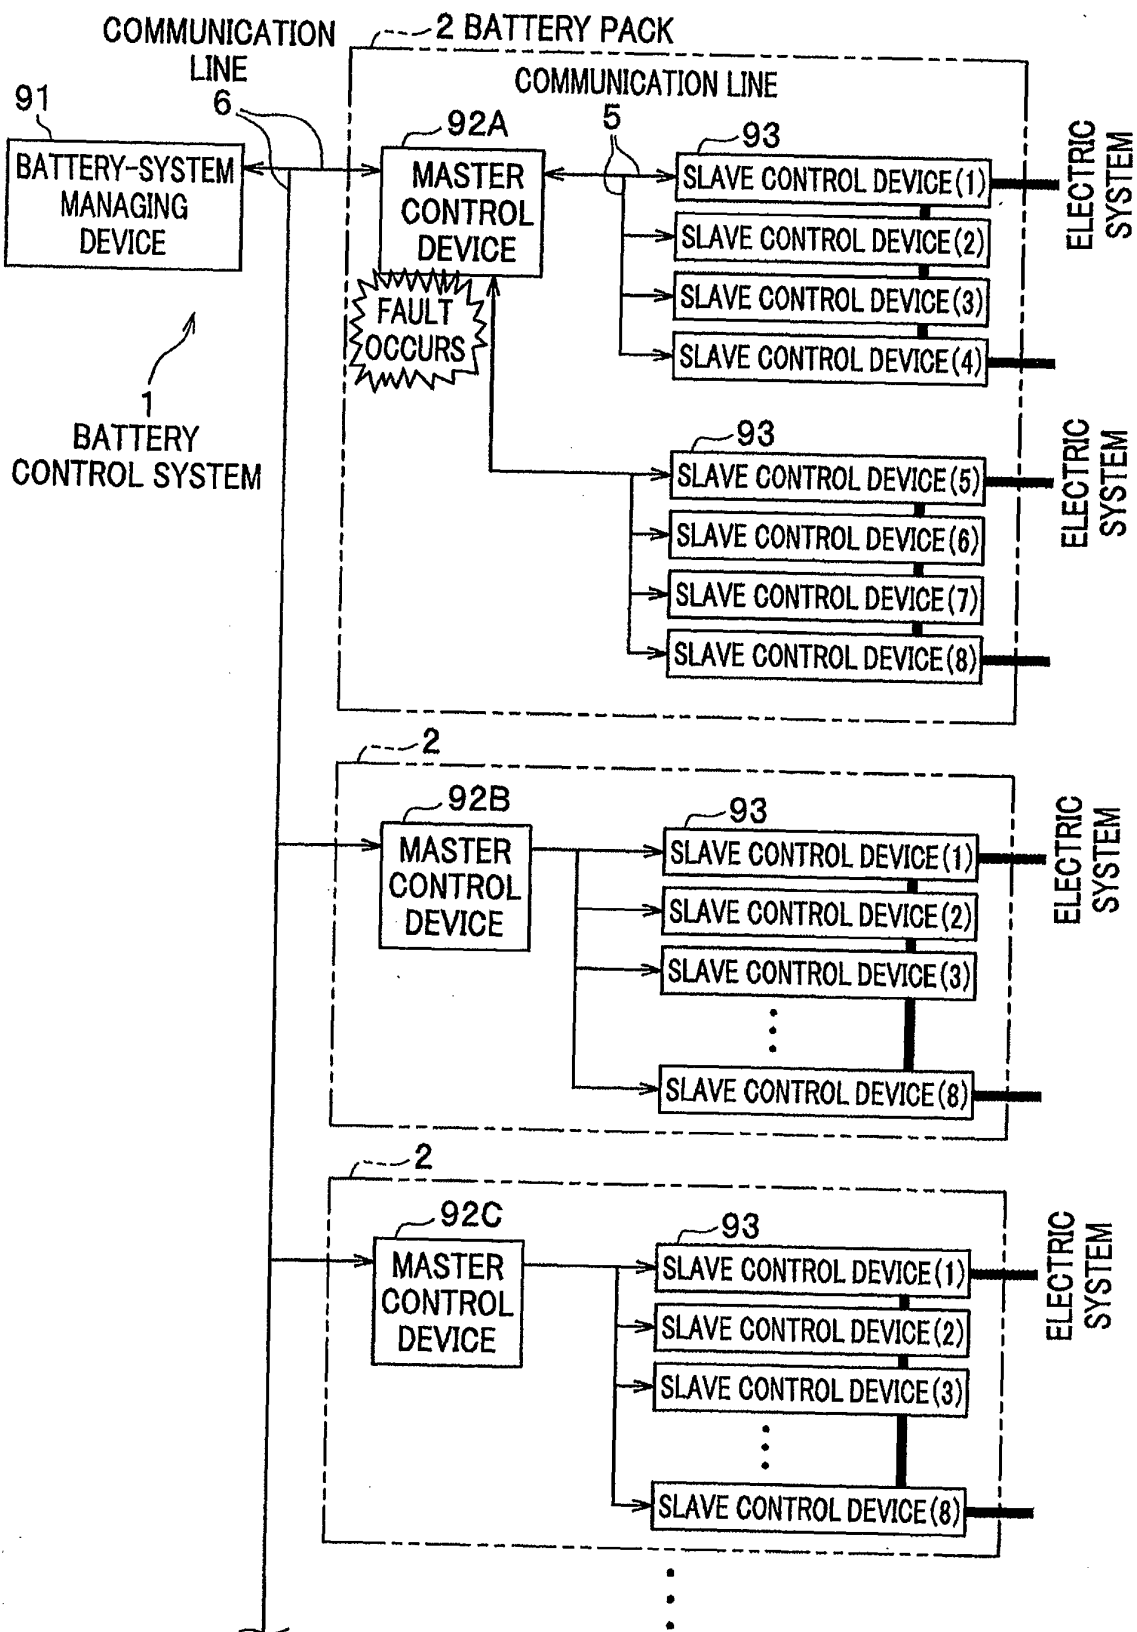 COMMUNICATION
LINE
6
91
BATTERY-SYSTEM
MANAGING
DEVICE
1
BATTERY
CONTROL SYSTEM
2 BATTERY PACK
COMMUNICATION LINE
5
92A
MASTER
CONTROL
DEVICE
FAULT
OCCURS
93
SLAVE CONTROL DEVICE(1)
SLAVE CONTROL DEVICE(2)
SLAVE CONTROL DEVICE(3)
SLAVE CONTROL DEVICE(4)
ELECTRIC
SYSTEM
93
SLAVE CONTROL DEVICE(5)
SLAVE CONTROL DEVICE(6)
SLAVE CONTROL DEVICE(7)
SLAVE CONTROL DEVICE(8)
ELECTRIC
SYSTEM
2
92B
MASTER
CONTROL
DEVICE
93
SLAVE CONTROL DEVICE(1)
SLAVE CONTROL DEVICE(2)
SLAVE CONTROL DEVICE(3)
SLAVE CONTROL DEVICE(8)
ELECTRIC
SYSTEM
2
92C
MASTER
CONTROL
DEVICE
93
SLAVE CONTROL DEVICE(1)
SLAVE CONTROL DEVICE(2)
SLAVE CONTROL DEVICE(3)
SLAVE CONTROL DEVICE(8)
ELECTRIC
SYSTEM